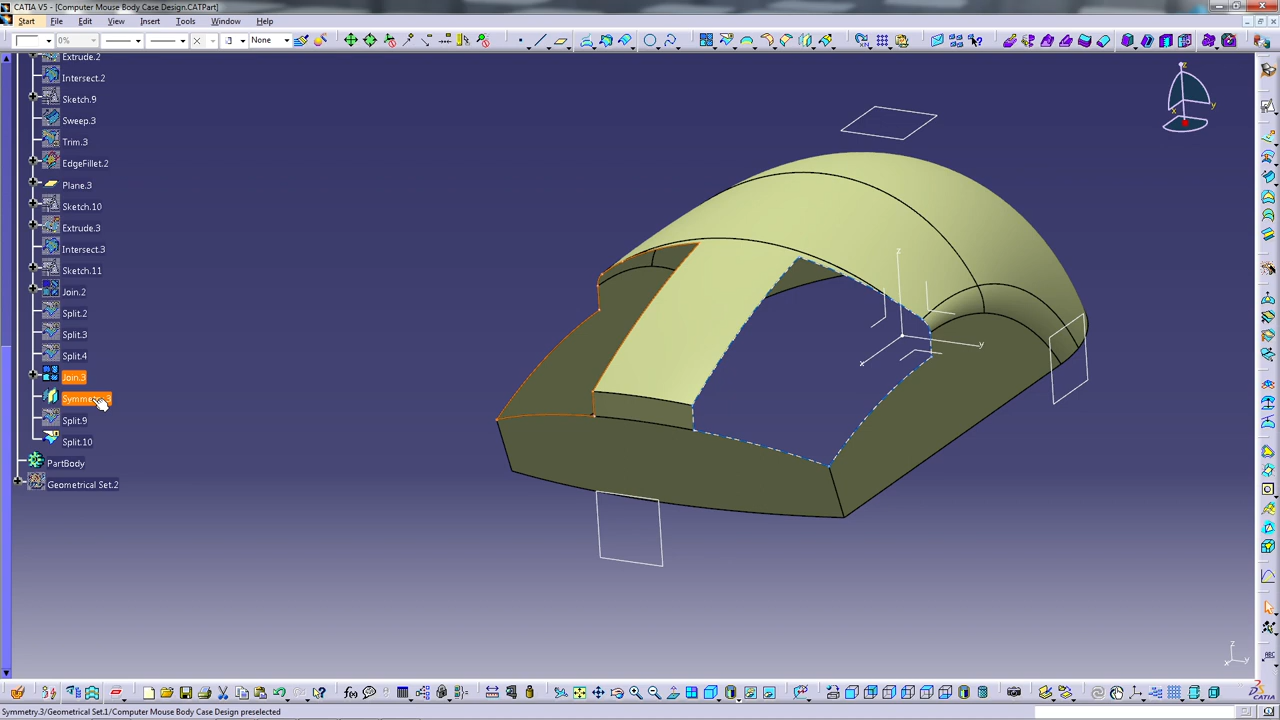 CATIA V5 - [Computer Mouse Body Case Design.CATPart]
Start File Edit View Insert Tools Window Help
0% None
Extrude.2
Intersect.2
Sketch.9
Sweep.3
Trim.3
EdgeFillet.2
Plane.3
Sketch.10
Extrude.3
Intersect.3
Sketch.11
Join.2
Split.2
Split.3
Split.4
Join.3
Split.9
Split.10
PartBody
Geometrical Set.2
z
y
x
z
y
x
z
y
f(x)
ABC
CATIA
Symmetry.3/Geometrical Set.1/Computer Mouse Body Case Design preselected